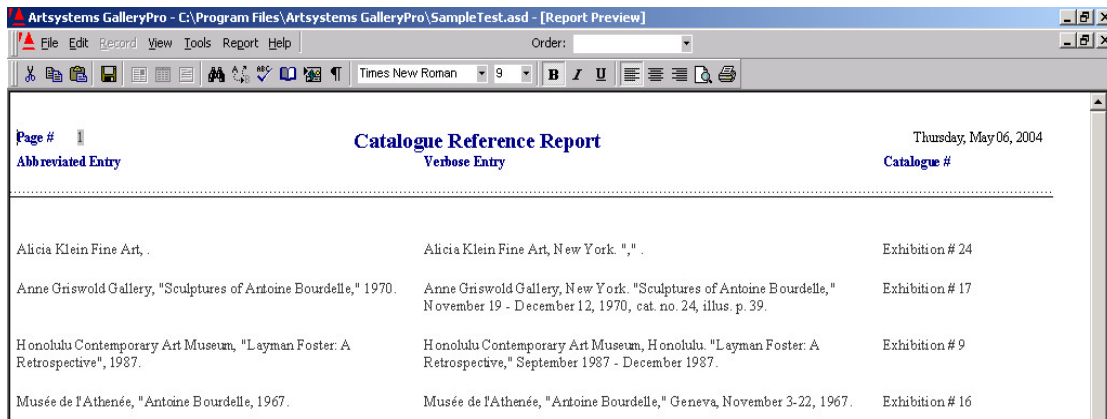 Artsystems GalleryPro - C:\Program Files\Artsystems GalleryPro\SampleTest.asd - [Report Preview]
File Edit Record View Tools Report Help Order:
Times New Roman 9 B I U
Page # 1 Catalogue Reference Report Thursday, May 06, 2004
Abbreviated Entry Verbose Entry Catalogue #
Alicia Klein Fine Art, . Alicia Klein Fine Art, New York. "," . Exhibition # 24
Anne Griswold Gallery, "Sculptures of Antoine Bourdelle," 1970. Anne Griswold Gallery, New York. "Sculptures of Antoine Bourdelle," Exhibition # 17
November 19 - December 12, 1970, cat. no. 24, illus. p. 39.
Honolulu Contemporary Art Museum, "Layman Foster: A Honolulu Contemporary Art Museum, Honolulu. "Layman Foster: A Exhibition # 9
Retrospective", 1987. Retrospective," September 1987 - December 1987.
Musée de l'Athenée, "Antoine Bourdelle, 1967. Musée de l'Athenée, "Antoine Bourdelle," Geneva, November 3-22, 1967. Exhibition # 16